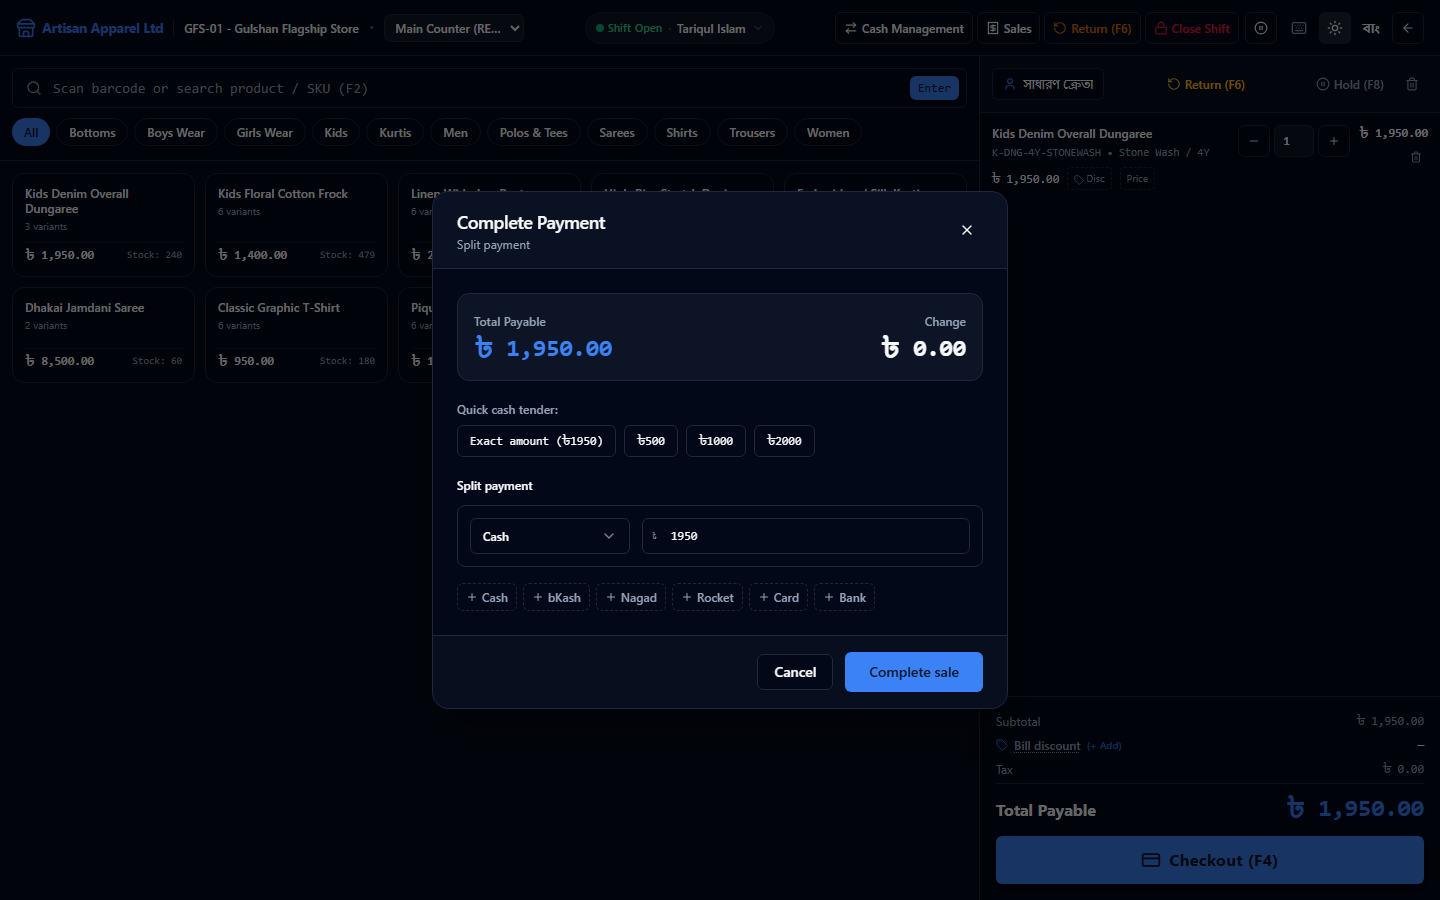 Artisan Apparel Ltd
GFS-01 - Gulshan Flagship Store
Main Counter (RE...
Shift Open · Tariqul Islam
Cash Management
Sales
Return (F6)
Close Shift
বাং
Scan barcode or search product / SKU (F2)
Enter
All
Bottoms
Boys Wear
Girls Wear
Kids
Kurtis
Men
Polos & Tees
Sarees
Shirts
Trousers
Women
Kids Denim Overall
Dungaree
3 variants
৳ 1,950.00
Stock: 240
Kids Floral Cotton Frock
6 variants
৳ 1,400.00
Stock: 479
Dhakai Jamdani Saree
2 variants
৳ 8,500.00
Stock: 60
Classic Graphic T-Shirt
6 variants
৳ 950.00
Stock: 180
Complete Payment
Split payment
Total Payable
৳ 1,950.00
Change
৳ 0.00
Quick cash tender:
Exact amount (৳1950)
৳500
৳1000
৳2000
Split payment
Cash
৳ 1950
+ Cash
+ bKash
+ Nagad
+ Rocket
+ Card
+ Bank
Cancel
Complete sale
সাধারণ ক্রেতা
Return (F6)
Hold (F8)
Kids Denim Overall Dungaree
K-DNG-4Y-STONEWASH • Stone Wash / 4Y
৳ 1,950.00
Disc
Price
− 1 +
৳ 1,950.00
Subtotal
৳ 1,950.00
Bill discount (+ Add)
—
Tax
৳ 0.00
Total Payable
৳ 1,950.00
Checkout (F4)